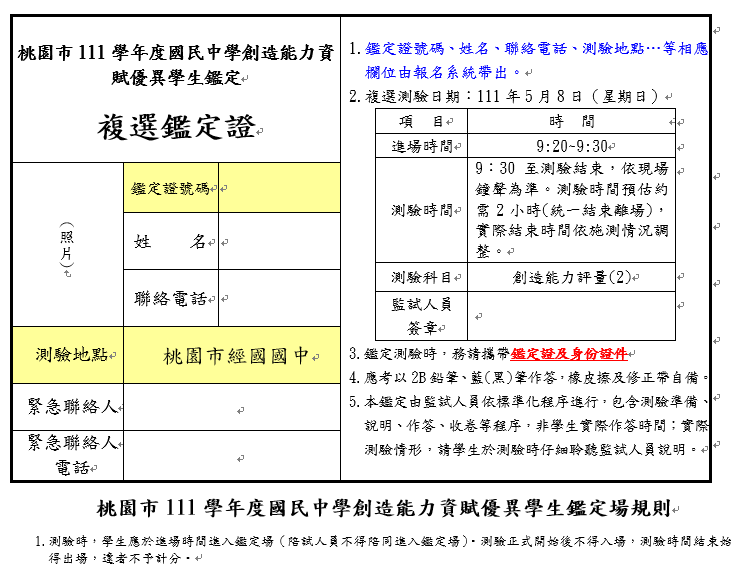 桃園市 111 學年度國民中學創造能力資
賦優異學生鑑定
複選鑑定證
(照片)
鑑定證號碼
姓 名
聯絡電話
測驗地點
桃園市經國國中
緊急聯絡人
緊急聯絡人
電話
1. 鑑定證號碼、姓名、聯絡電話、測驗地點…等相應
欄位由報名系統帶出。
2. 複選測驗日期：111 年 5 月 8 日（星期日）
項 目
時 間
進場時間
9:20~9:30
測驗時間
9：30 至測驗結束，依現場
鐘聲為準。測驗時間預估約
需 2 小時(統一結束離場)，
實際結束時間依施測情況調
整。
測驗科目
創造能力評量(2)
監試人員
簽章
3. 鑑定測驗時，務請攜帶鑑定證及身份證件
4. 應考以 2B 鉛筆、藍(黑)筆作答，橡皮擦及修正帶自備。
5. 本鑑定由監試人員依標準化程序進行，包含測驗準備、
說明、作答、收卷等程序，非學生實際作答時間；實際
測驗情形，請學生於測驗時仔細聆聽監試人員說明。
桃園市 111 學年度國民中學創造能力資賦優異學生鑑定場規則
1. 測驗時，學生應於進場時間進入鑑定場（陪試人員不得陪同進入鑑定場）。測驗正式開始後不得入場，測驗時間結束始
得出場，違者不予計分。